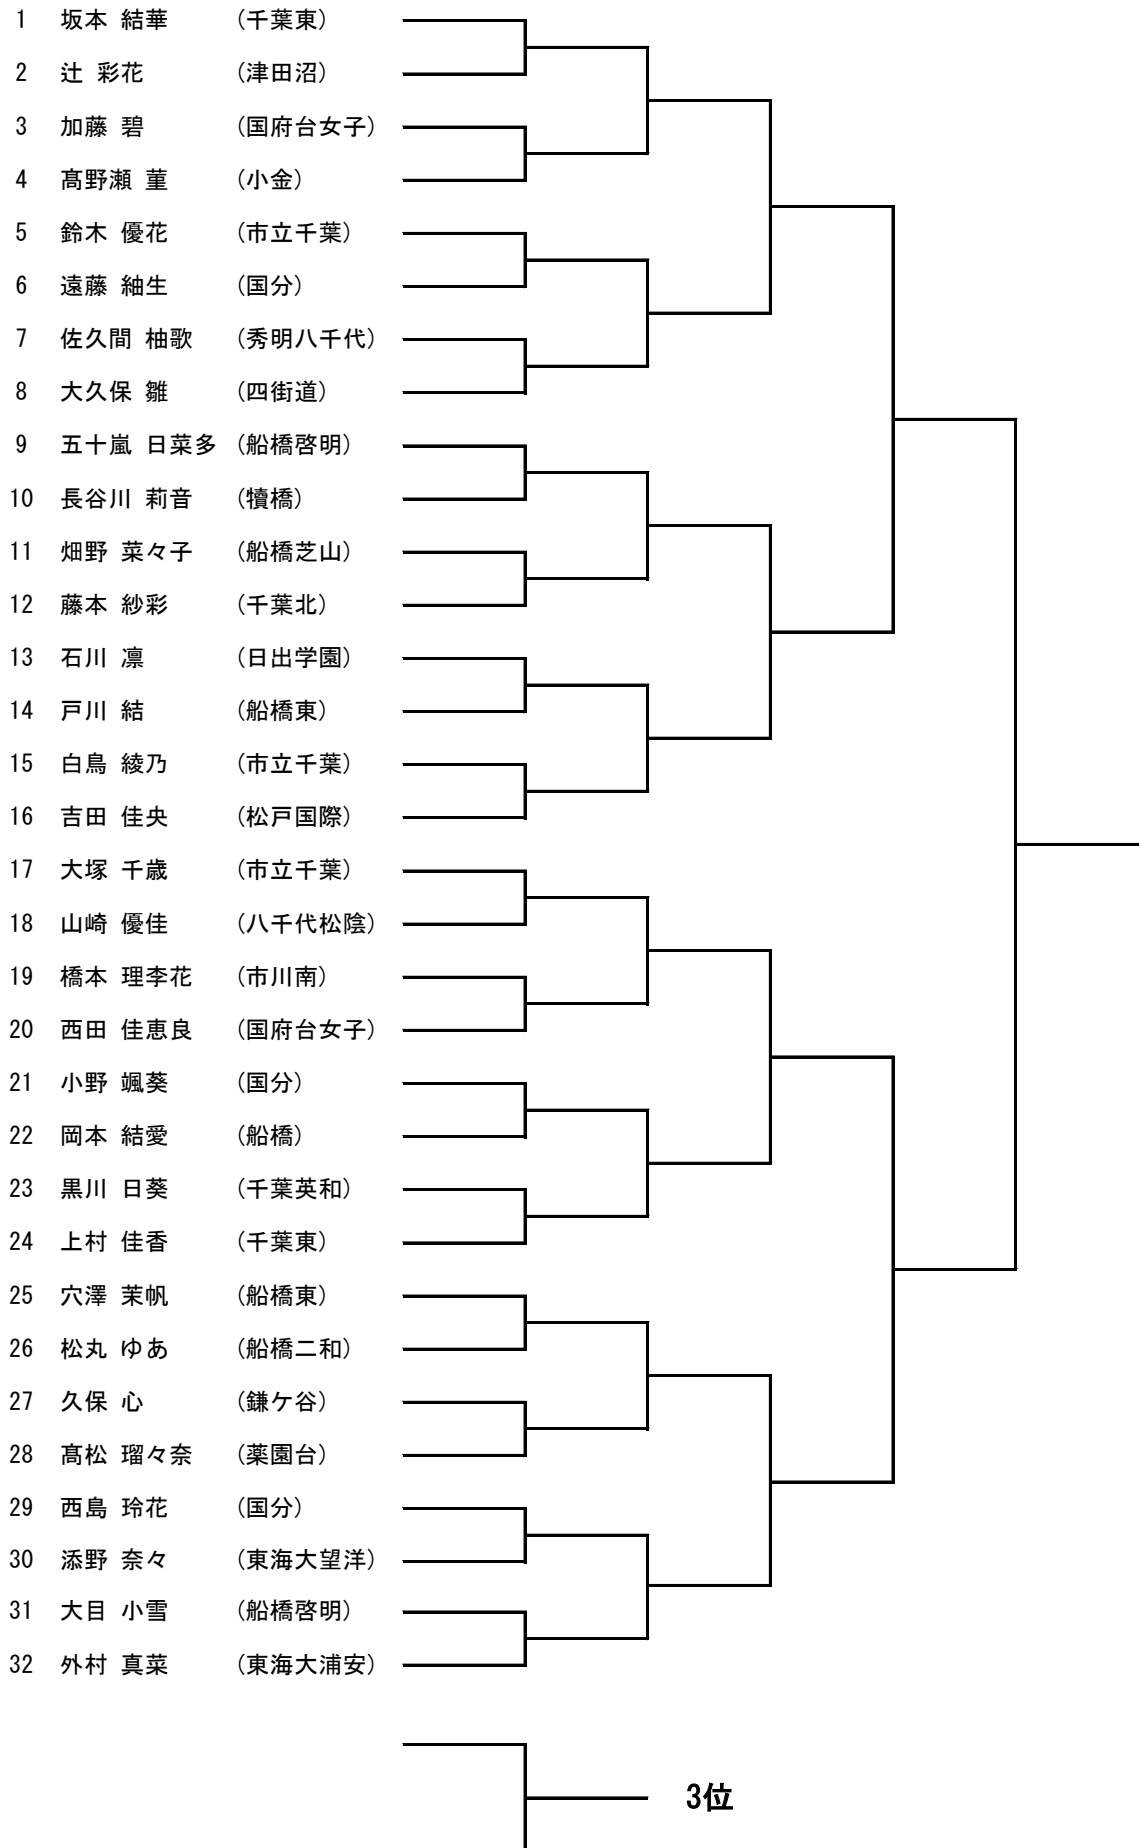 1 坂本 結華 (千葉東)
2 辻 彩花 (津田沼)
3 加藤 碧 (国府台女子)
4 髙野瀬 菫 (小金)
5 鈴木 優花 (市立千葉)
6 遠藤 紬生 (国分)
7 佐久間 柚歌 (秀明八千代)
8 大久保 雛 (四街道)
9 五十嵐 日菜多 (船橋啓明)
10 長谷川 莉音 (犢橋)
11 畑野 菜々子 (船橋芝山)
12 藤本 紗彩 (千葉北)
13 石川 凛 (日出学園)
14 戸川 結 (船橋東)
15 白鳥 綾乃 (市立千葉)
16 吉田 佳央 (松戸国際)
17 大塚 千歳 (市立千葉)
18 山崎 優佳 (八千代松陰)
19 橋本 理李花 (市川南)
20 西田 佳恵良 (国府台女子)
21 小野 颯葵 (国分)
22 岡本 結愛 (船橋)
23 黒川 日葵 (千葉英和)
24 上村 佳香 (千葉東)
25 穴澤 茉帆 (船橋東)
26 松丸 ゆあ (船橋二和)
27 久保 心 (鎌ケ谷)
28 髙松 瑠々奈 (薬園台)
29 西島 玲花 (国分)
30 添野 奈々 (東海大望洋)
31 大目 小雪 (船橋啓明)
32 外村 真菜 (東海大浦安)
3位